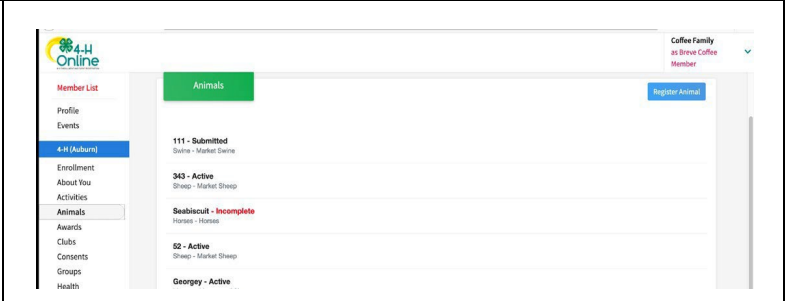 4-H
Online
Coffee Family
as Breve Coffee
Member
Member List
Profile
Events
4-H (Auburn)
Enrollment
About You
Activities
Animals
Awards
Clubs
Consents
Groups
Health
Animals
Register Animal
111 - Submitted
Swine - Market Swine
343 - Active
Sheep - Market Sheep
Seabiscuit - Incomplete
Horses - Horses
52 - Active
Sheep - Market Sheep
Georgey - Active